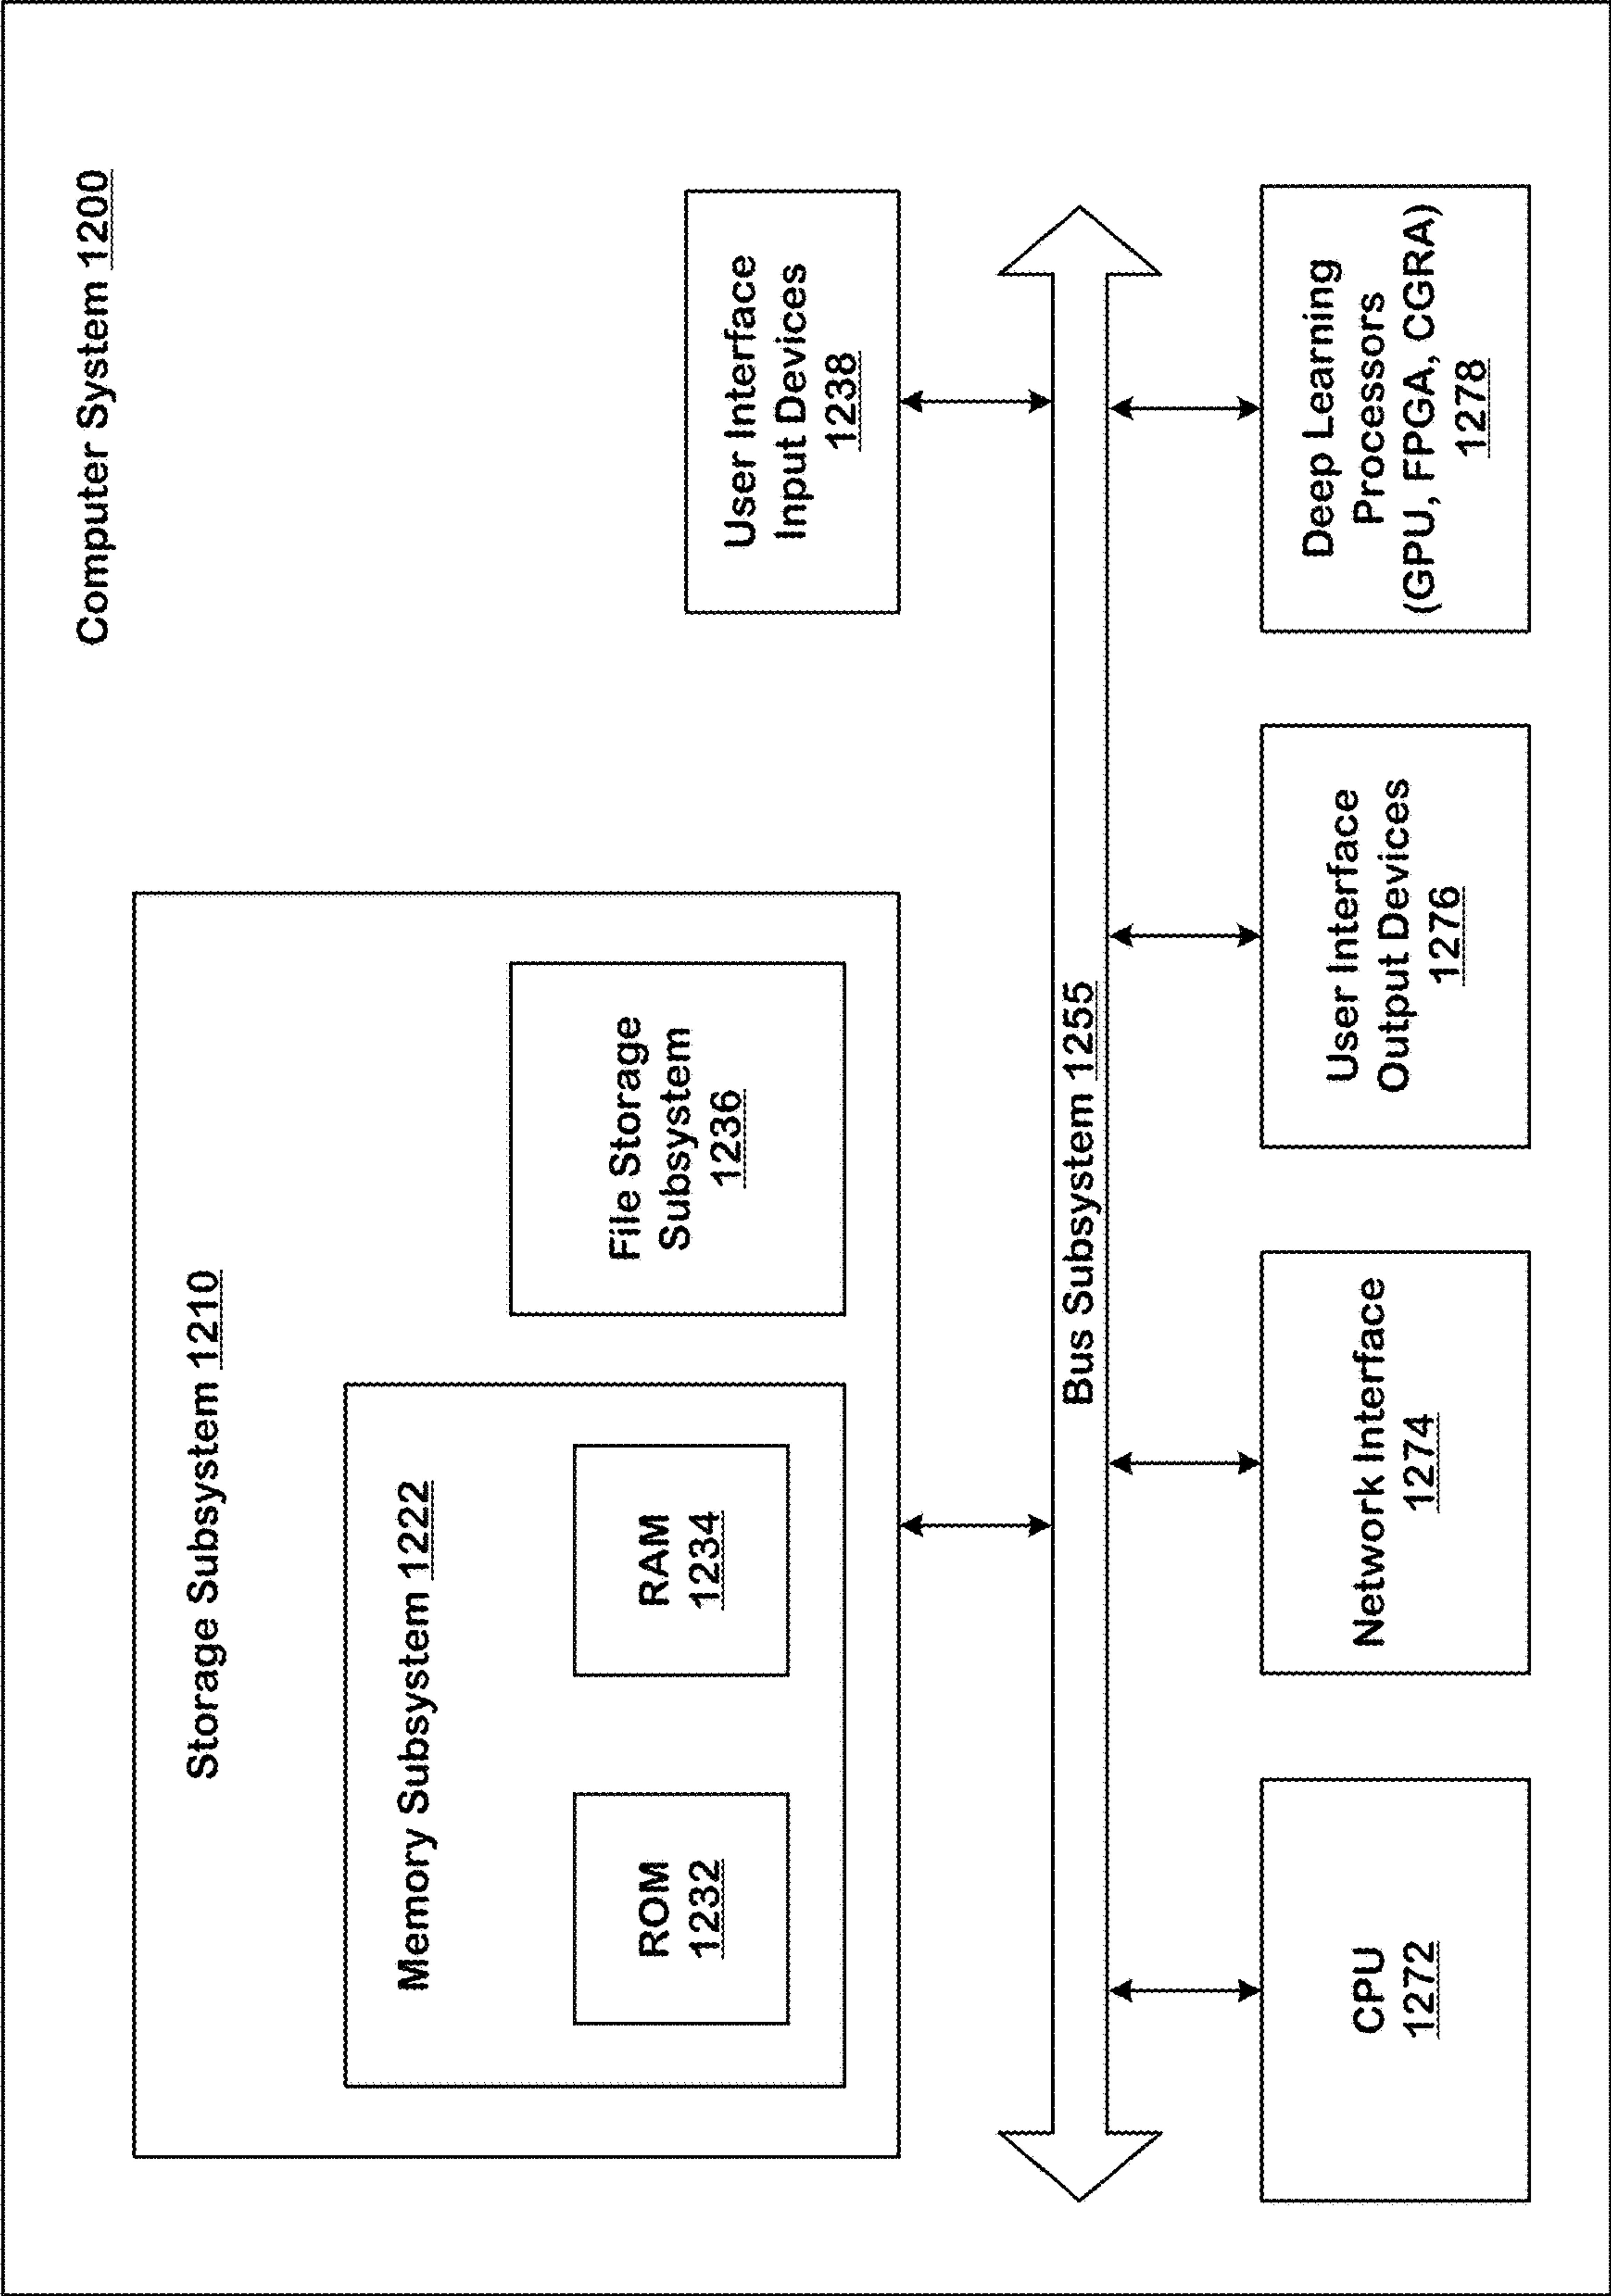 Computer System 1200
Storage Subsystem 1210
Memory Subsystem 1222
ROM
1232
RAM
1234
File Storage
Subsystem
1236
User Interface
Input Devices
1238
Bus Subsystem 1255
CPU
1272
Network Interface
1274
User Interface
Output Devices
1276
Deep Learning
Processors
(GPU, FPGA, CGRA)
1278